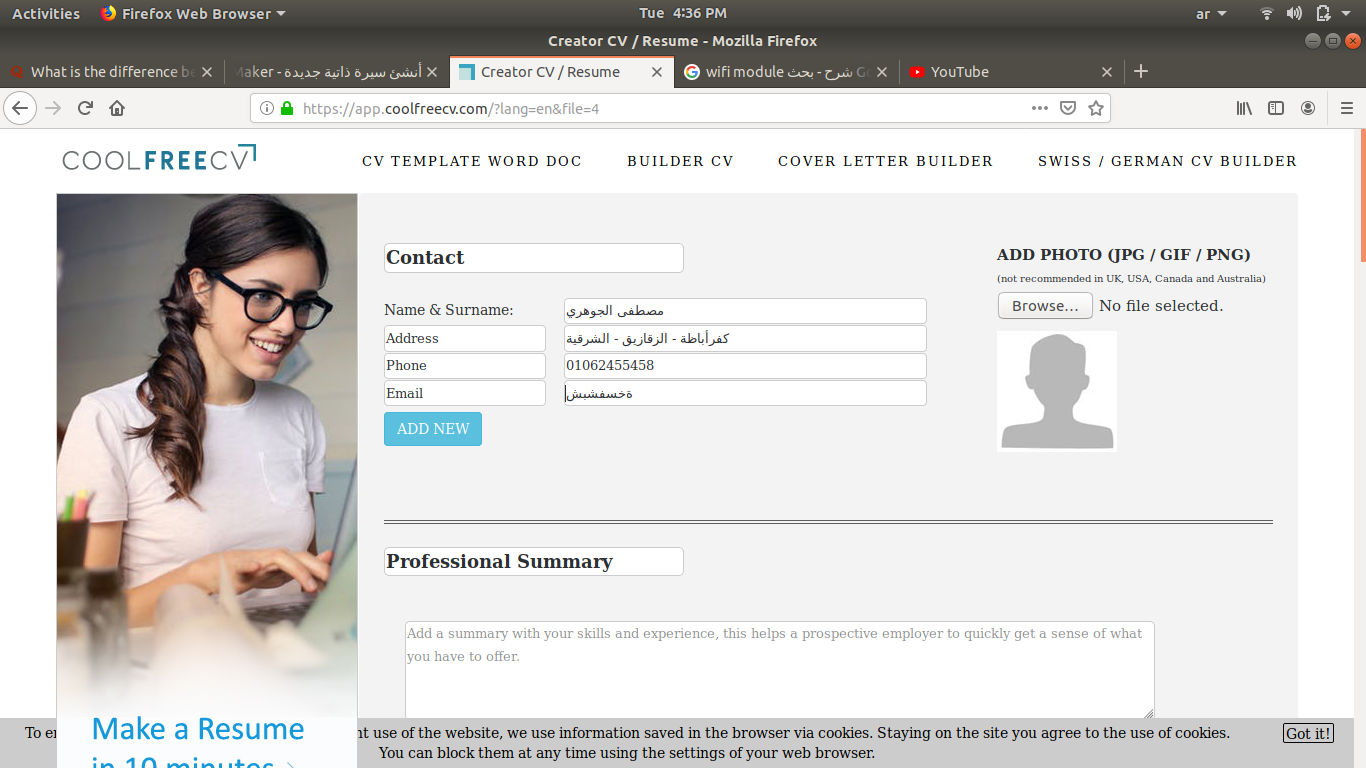 Activities Firefox Web Browser Tue 4:36 PM ar
Creator CV / Resume - Mozilla Firefox
What is the difference be Maker - أنشئ سيرة ذاتية جديدة Creator CV / Resume wifi module شرح - بحث Go YouTube
https://app.coolfreecv.com/?lang=en&file=4
COOLFREECV CV TEMPLATE WORD DOC BUILDER CV COVER LETTER BUILDER SWISS / GERMAN CV BUILDER
Contact
ADD PHOTO (JPG / GIF / PNG)
(not recommended in UK, USA, Canada and Australia)
Browse... No file selected.
Name & Surname: مصطفى الجوهري
Address كفرأباظة - الزقازيق - الشرقية
Phone 01062455458
Email ةخسفشبش
ADD NEW
Professional Summary
Add a summary with your skills and experience, this helps a prospective employer to quickly get a sense of what
you have to offer.
Make a Resume
in 10 minutes >
To en nt use of the website, we use information saved in the browser via cookies. Staying on the site you agree to the use of cookies. Got it!
You can block them at any time using the settings of your web browser.